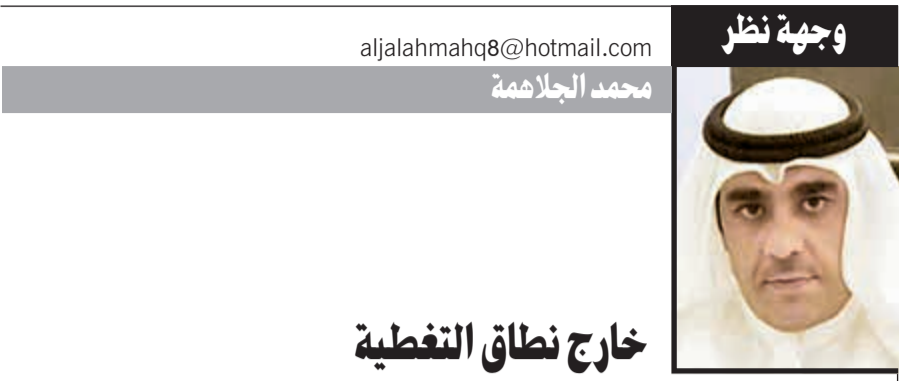 وجهة نظر
aljalahmahq8@hotmail.com
محمد الجلاهمة
خارج نطاق التغطية